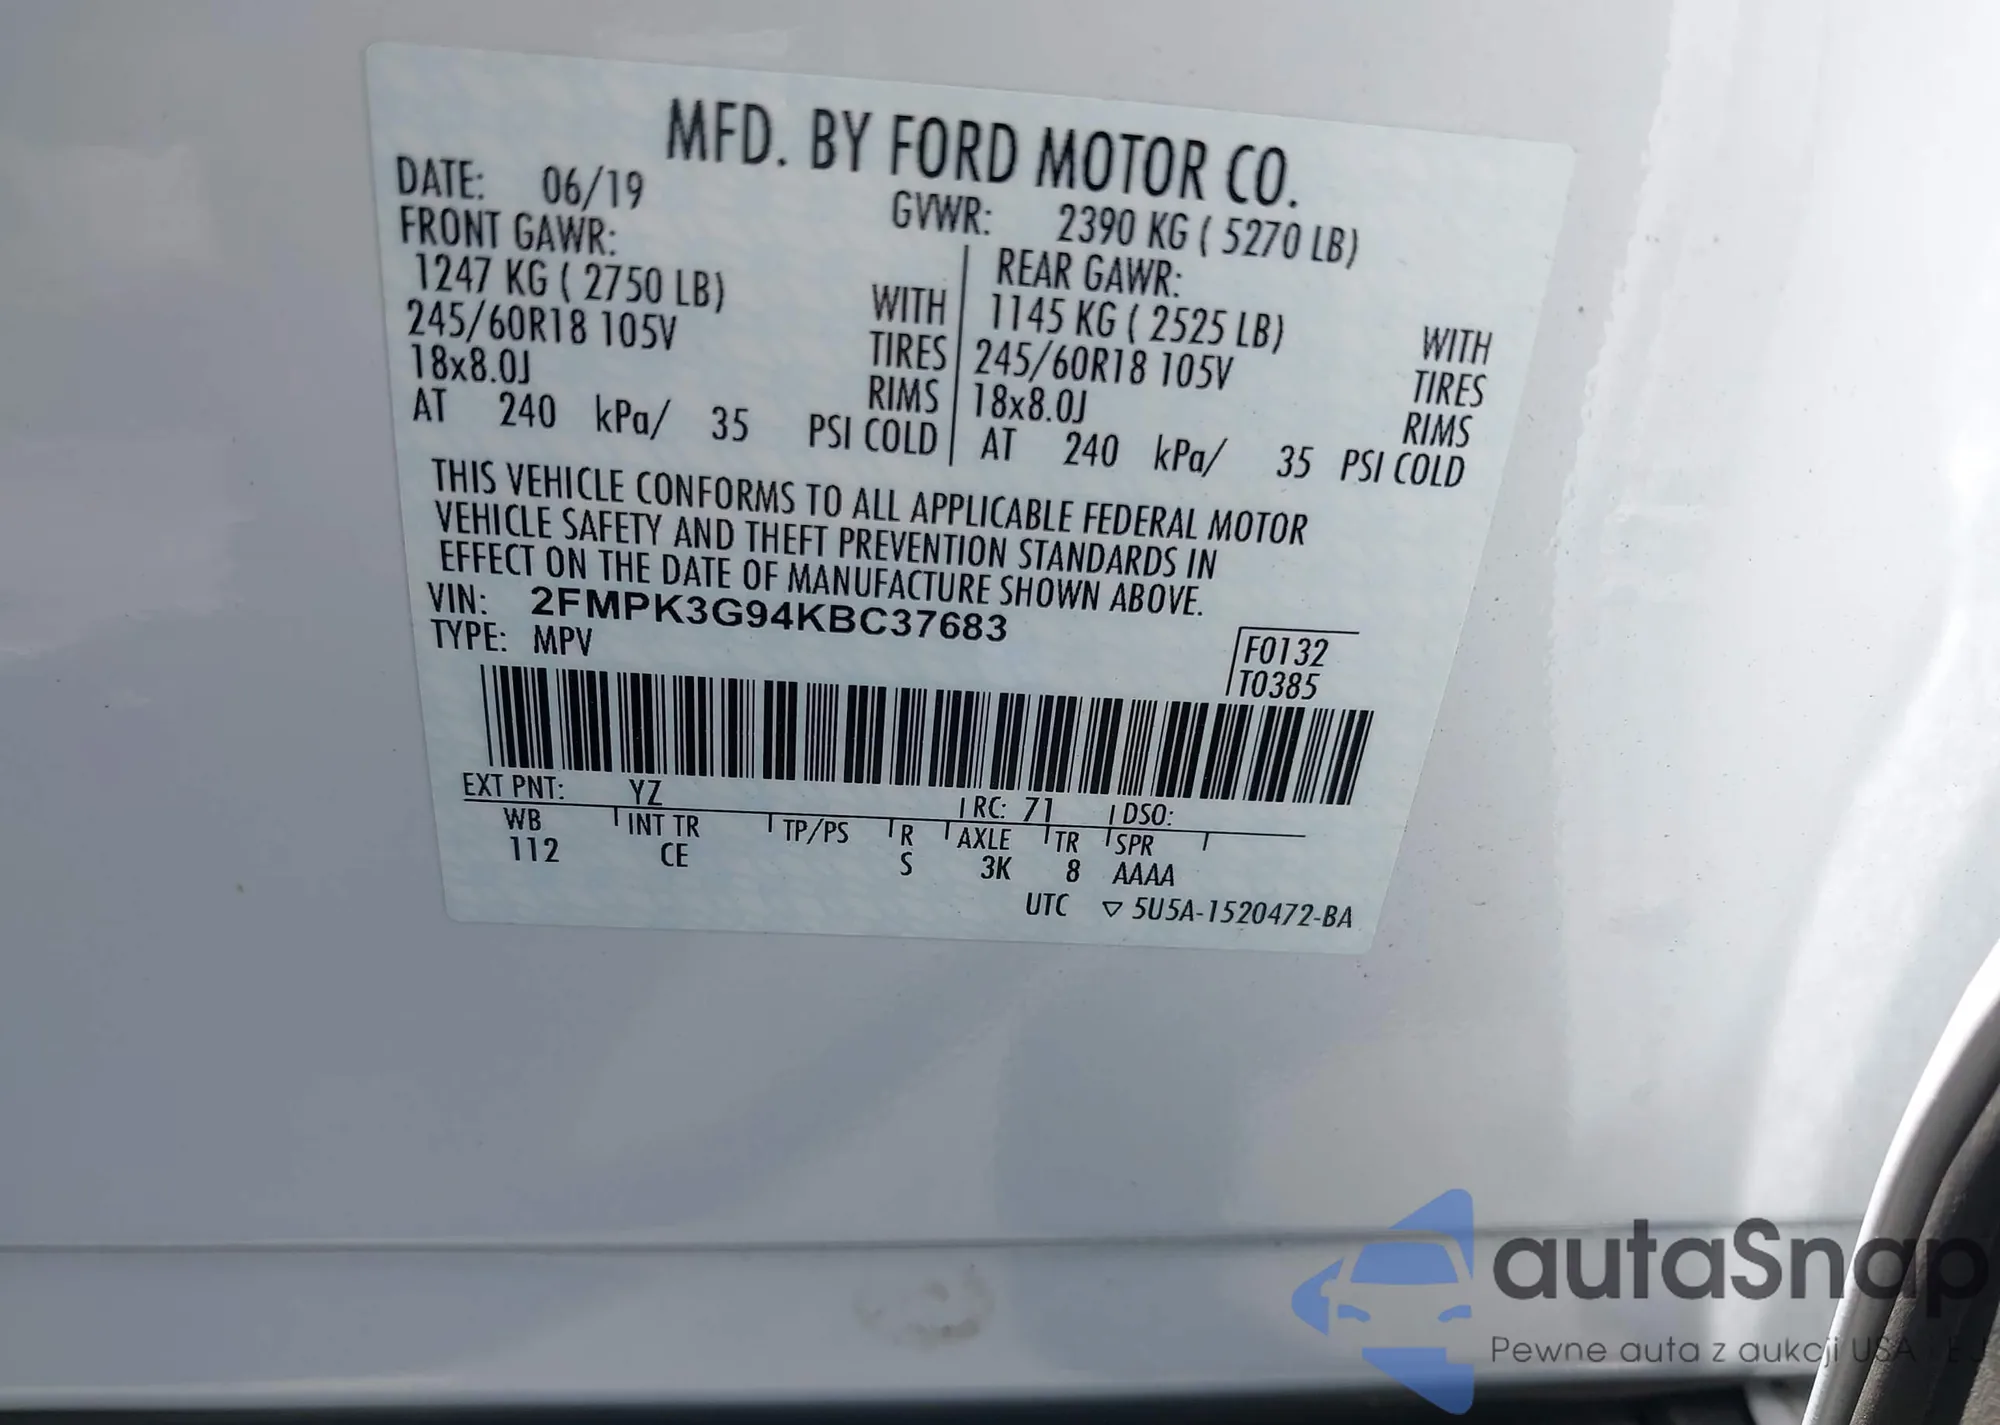 MFD. BY FORD MOTOR CO.
DATE: 06/19 GVWR: 2390 KG ( 5270 LB)
FRONT GAWR: REAR GAWR:
1247 KG ( 2750 LB) WITH 1145 KG ( 2525 LB) WITH
245/60R18 105V TIRES 245/60R18 105V TIRES
18x8.0J RIMS 18x8.0J RIMS
AT 240 kPa/ 35 PSI COLD AT 240 kPa/ 35 PSI COLD
THIS VEHICLE CONFORMS TO ALL APPLICABLE FEDERAL MOTOR
VEHICLE SAFETY AND THEFT PREVENTION STANDARDS IN
EFFECT ON THE DATE OF MANUFACTURE SHOWN ABOVE.
VIN: 2FMPK3G94KBC37683
TYPE: MPV F0132
T0385
EXT PNT: YZ RC: 71 DSO:
WB INT TR TP/PS R AXLE TR SPR
112 CE S 3K 8 AAAA
UTC ▽ 5U5A-1520472-BA
autaSnap
Pewne auta z aukcji USA